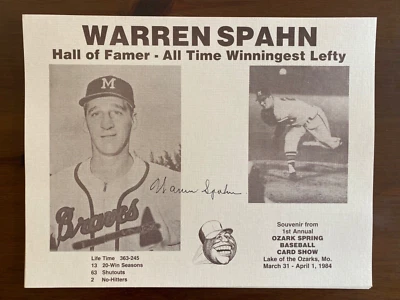 WARREN SPAHN
Hall of Famer - All Time Winningest Lefty
M
Braves
Warren Spahn
Life Time 363-245
13 20-Win Seasons
63 Shutouts
2 No-Hitters
Souvenir from
1st Annual
OZARK SPRING
BASEBALL
CARD SHOW
Lake of the Ozarks, Mo.
March 31 - April 1, 1984